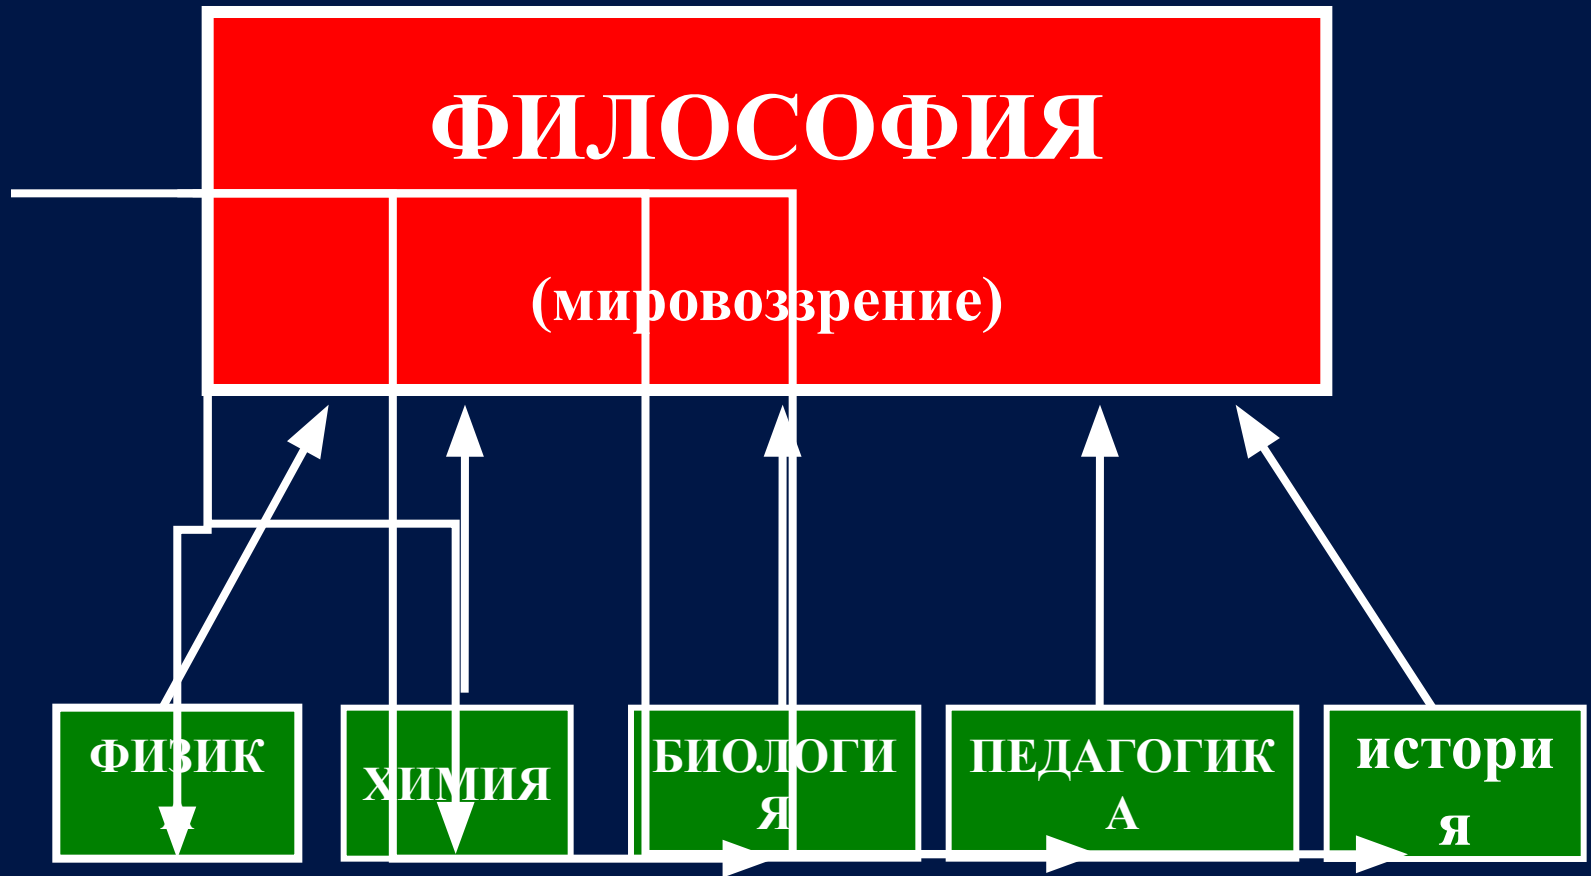 ФИЛОСОФИЯ
(мировоззрение)
ФИЗИК
А
ХИМИЯ
БИОЛОГИ
Я
ПЕДАГОГИК
А
истори
я